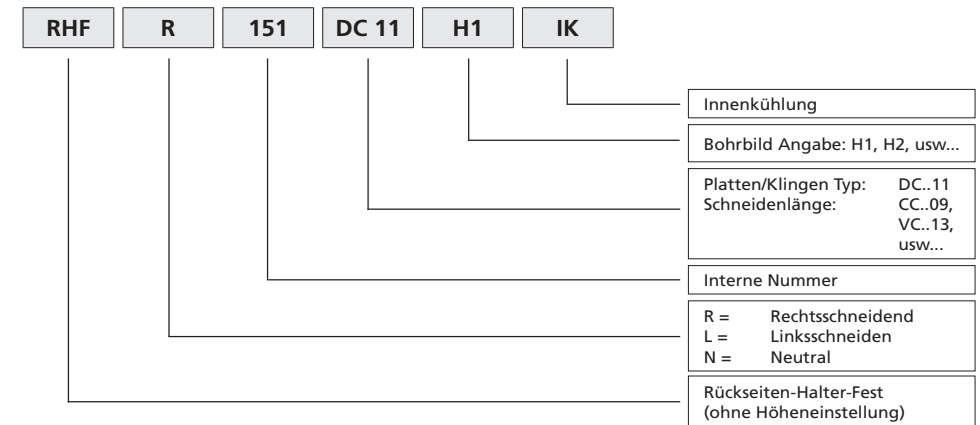 RHF R 151 DC 11 H1 IK
Innenkühlung
Bohrbild Angabe: H1, H2, usw...
Platten/Klingen Typ: DC..11
Schneidenlänge: CC..09,
VC..13,
usw...
Interne Nummer
R = Rechtsschneidend
L = Linksschneiden
N = Neutral
Rückseiten-Halter-Fest
(ohne Höheneinstellung)